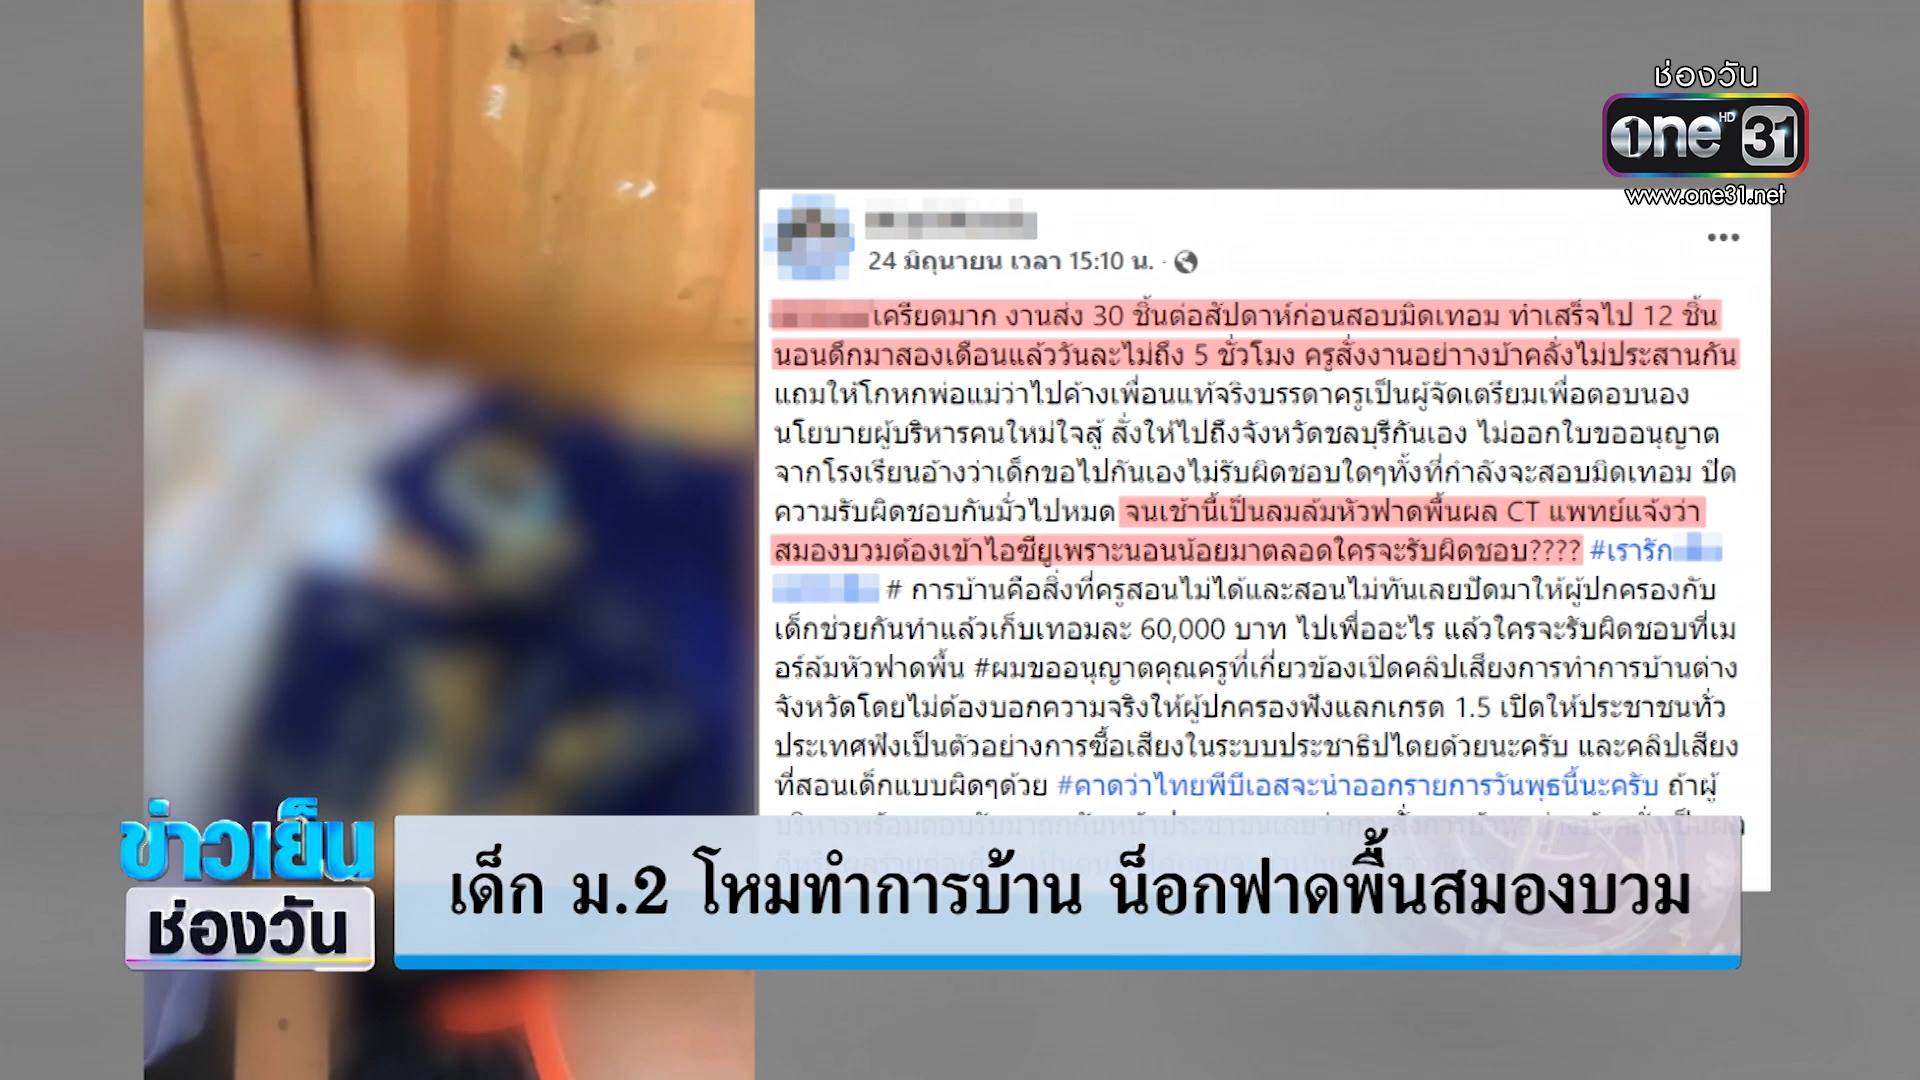 ช่องวัน
one HD 31
www.one31.net
24 มิถุนายน เวลา 15:10 น. ·
เครียดมาก งานส่ง 30 ชิ้นต่อสัปดาห์ก่อนสอบมิดเทอม ทำเสร็จไป 12 ชิ้น
นอนดึกมาสองเดือนแล้ววันละไม่ถึง 5 ชั่วโมง ครูสั่งงานอย่าางบ้าคลั่งไม่ประสานกัน
แถมให้โกหกพ่อแม่ว่าไปค้างเพื่อนแท้จริงบรรดาครูเป็นผู้จัดเตรียมเพื่อตอบนอง
นโยบายผู้บริหารคนใหม่ใจสู้ สั่งให้ไปถึงจังหวัดชลบุรีกันเอง ไม่ออกใบขออนุญาต
จากโรงเรียนอ้างว่าเด็กขอไปกันเองไม่รับผิดชอบใดๆทั้งที่กำลังจะสอบมิดเทอม ปัด
ความรับผิดชอบกันมั่วไปหมด จนเช้านี้เป็นลมล้มหัวฟาดพื้นผล CT แพทย์แจ้งว่า
สมองบวมต้องเข้าไอซียูเพราะนอนน้อยมาตลอดใครจะรับผิดชอบ???? #เรารัก
# การบ้านคือสิ่งที่ครูสอนไม่ได้และสอนไม่ทันเลยปัดมาให้ผู้ปกครองกับ
เด็กช่วยกันทำแล้วเก็บเทอมละ 60,000 บาท ไปเพื่ออะไร แล้วใครจะรับผิดชอบที่เม
อร์ล้มหัวฟาดพื้น #ผมขออนุญาตคุณครูที่เกี่ยวข้องเปิดคลิปเสียงการทำการบ้านต่าง
จังหวัดโดยไม่ต้องบอกความจริงให้ผู้ปกครองฟังแลกเกรด 1.5 เปิดให้ประชาชนทั่ว
ประเทศฟังเป็นตัวอย่างการซื้อเสียงในระบบประชาธิปไตยด้วยนะครับ และคลิปเสียง
ที่สอนเด็กแบบผิดๆด้วย #คาดว่าไทยพีบีเอสจะนำออกรายการวันพุธนี้นะครับ ถ้าผู้
ข่าวเย็น
ช่องวัน
เด็ก ม.2 โหมทำการบ้าน น็อกฟาดพื้นสมองบวม